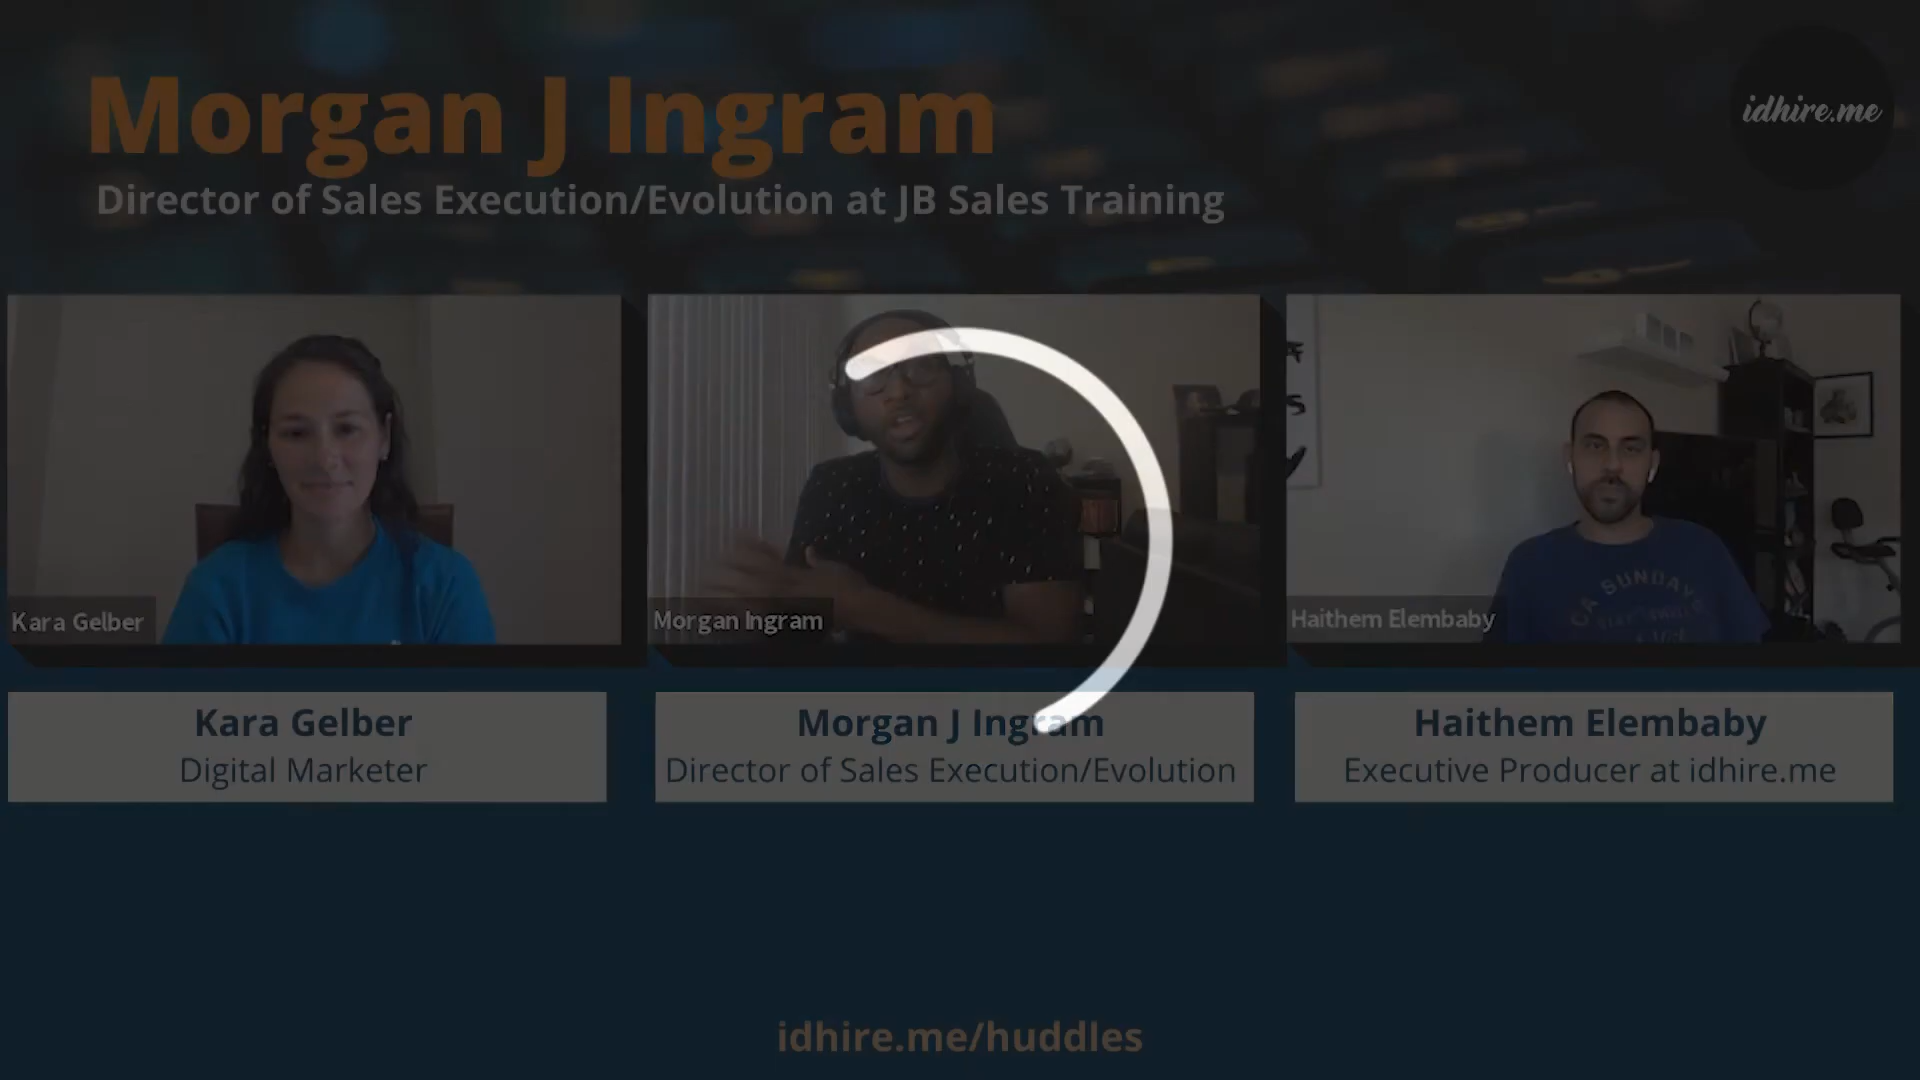 Morgan J Ingram
Director of Sales Execution/Evolution at JB Sales Training
idhire.me
Kara Gelber
Morgan Ingram
Haithem Elembaby
Kara Gelber
Digital Marketer
Morgan J Ingram
Director of Sales Execution/Evolution
Haithem Elembaby
Executive Producer at idhire.me
SUNDAY
idhire.me/huddles